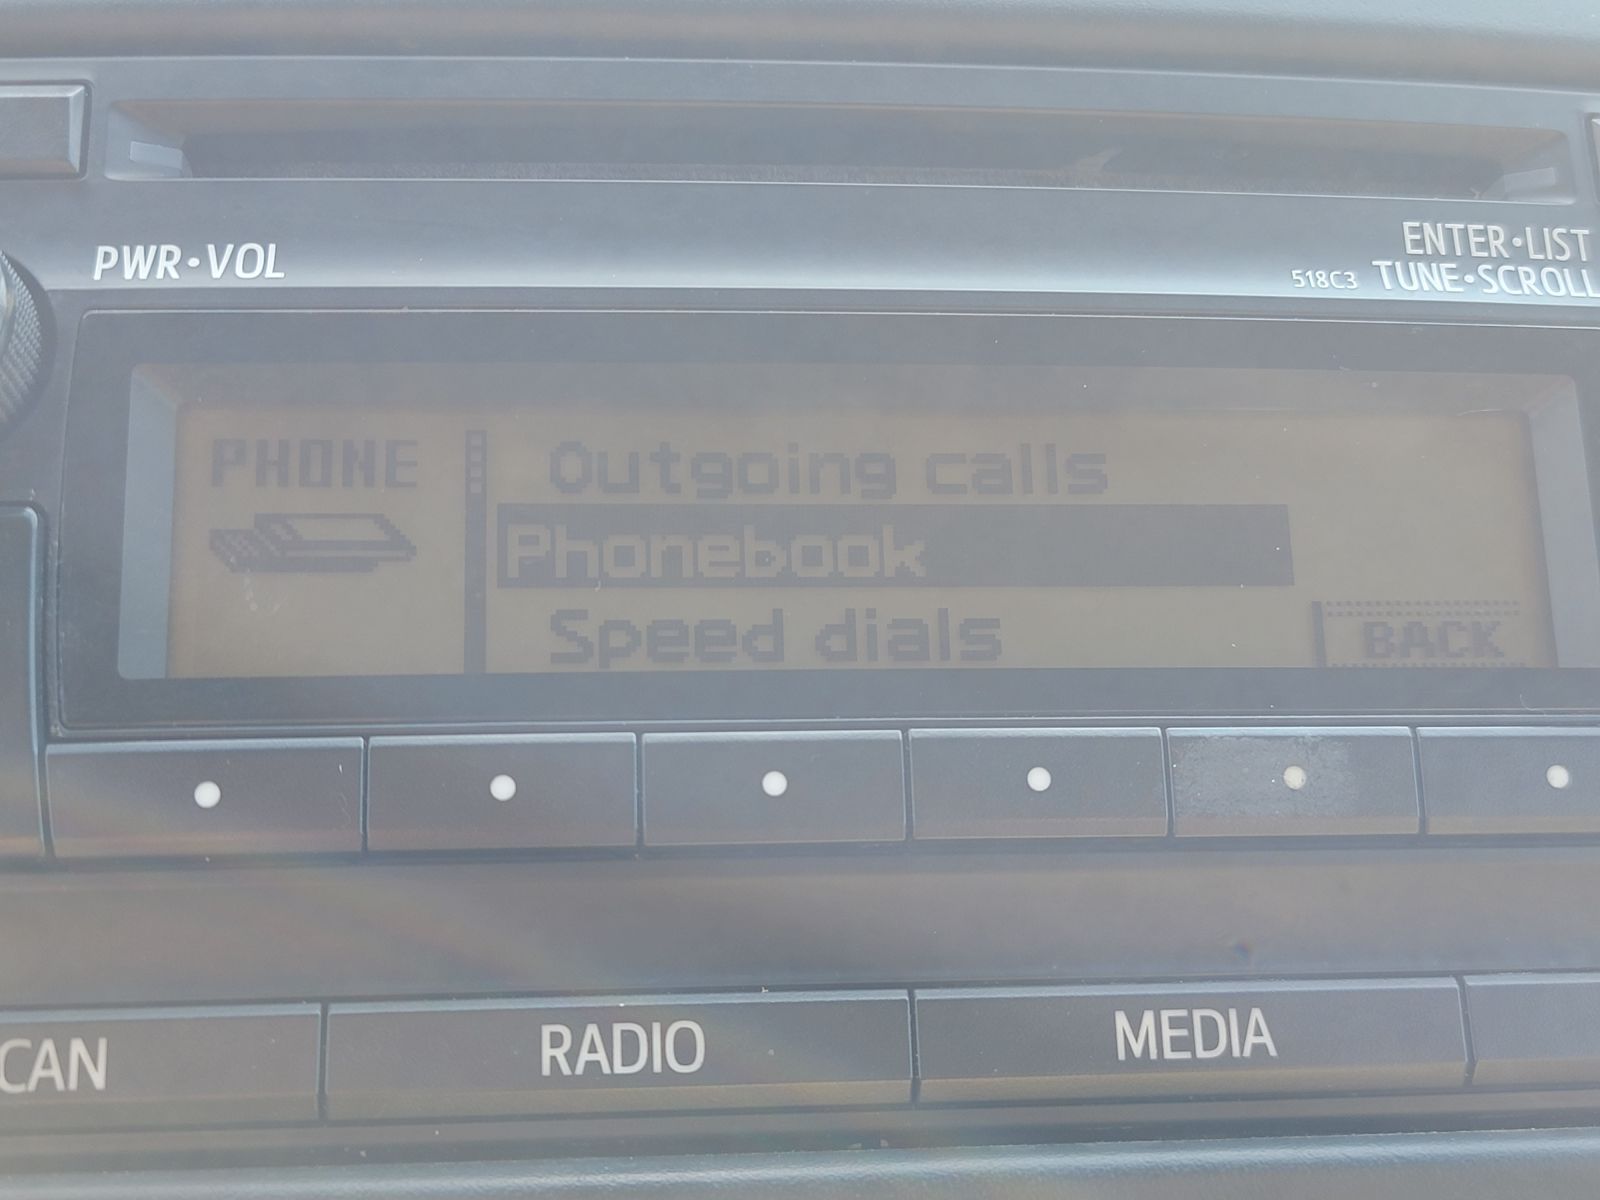 PWR•VOL
ENTER•LIST
518C3 TUNE•SCROLL
PHONE
Outgoing calls
Phonebook
Speed dials
BACK
CAN
RADIO
MEDIA